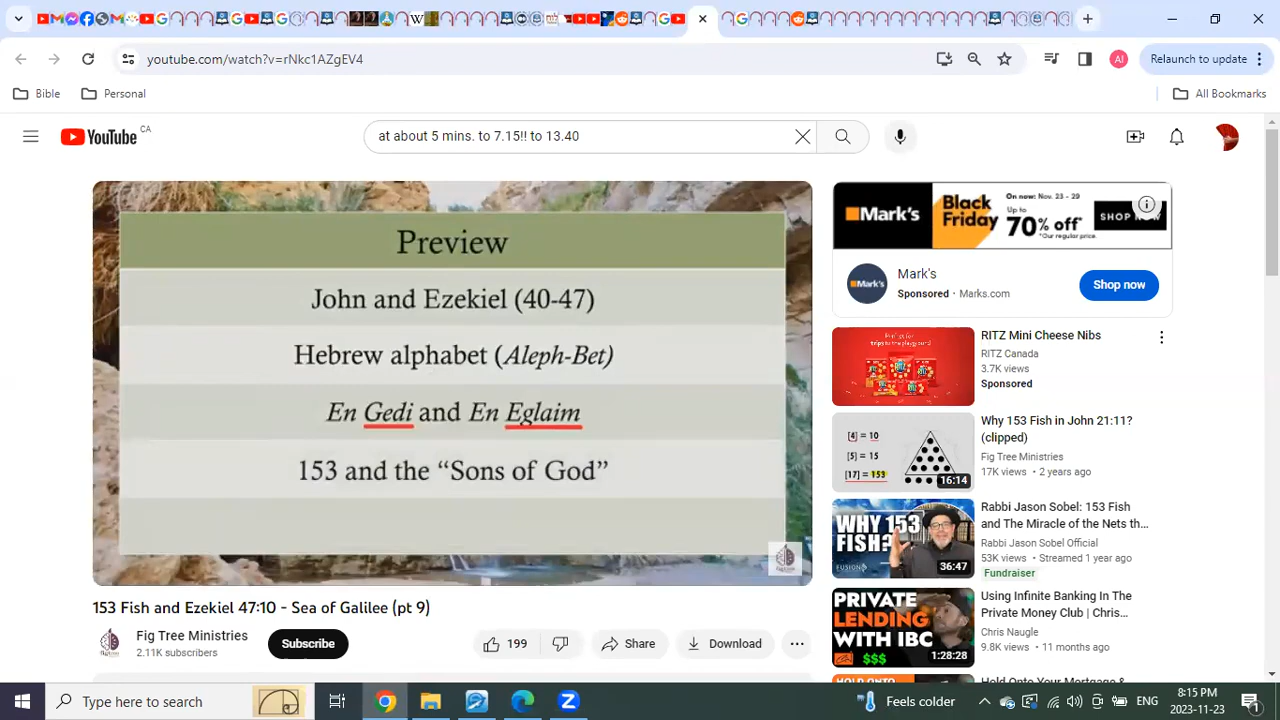 youtube.com/watch?v=rNkc1AZgEV4
AI
Relaunch to update
Bible
Personal
All Bookmarks
YouTube CA
at about 5 mins. to 7.15!! to 13.40
Preview
John and Ezekiel (40-47)
Hebrew alphabet (Aleph-Bet)
En Gedi and En Eglaim
153 and the “Sons of God”
153 Fish and Ezekiel 47:10 - Sea of Galilee (pt 9)
Fig Tree Ministries
2.11K subscribers
Subscribe
199
Share
Download
Mark's
Black
Friday
On now: Nov. 23 - 29
Up to
70% off*
*Our regular price.
SHOP NOW
Mark's
Sponsored · Marks.com
Shop now
RITZ Mini Cheese Nibs
RITZ Canada
3.7K views
Sponsored
[4] = 10
[5] = 15
[17] = 153
16:14
Why 153 Fish in John 21:11?
(clipped)
Fig Tree Ministries
17K views · 2 years ago
WHY 153
FISH?
FUSION
36:47
Rabbi Jason Sobel: 153 Fish
and The Miracle of the Nets th...
Rabbi Jason Sobel Official
53K views · Streamed 1 year ago
Fundraiser
PRIVATE
LENDING
WITH IBC
$$$
1:28:28
Using Infinite Banking In The
Private Money Club | Chris...
Chris Naugle
9.8K views · 11 months ago
HOLD ONTO
Hold Onto Your Mortgage &
Type here to search
Feels colder
ENG
8:15 PM
2023-11-23
1